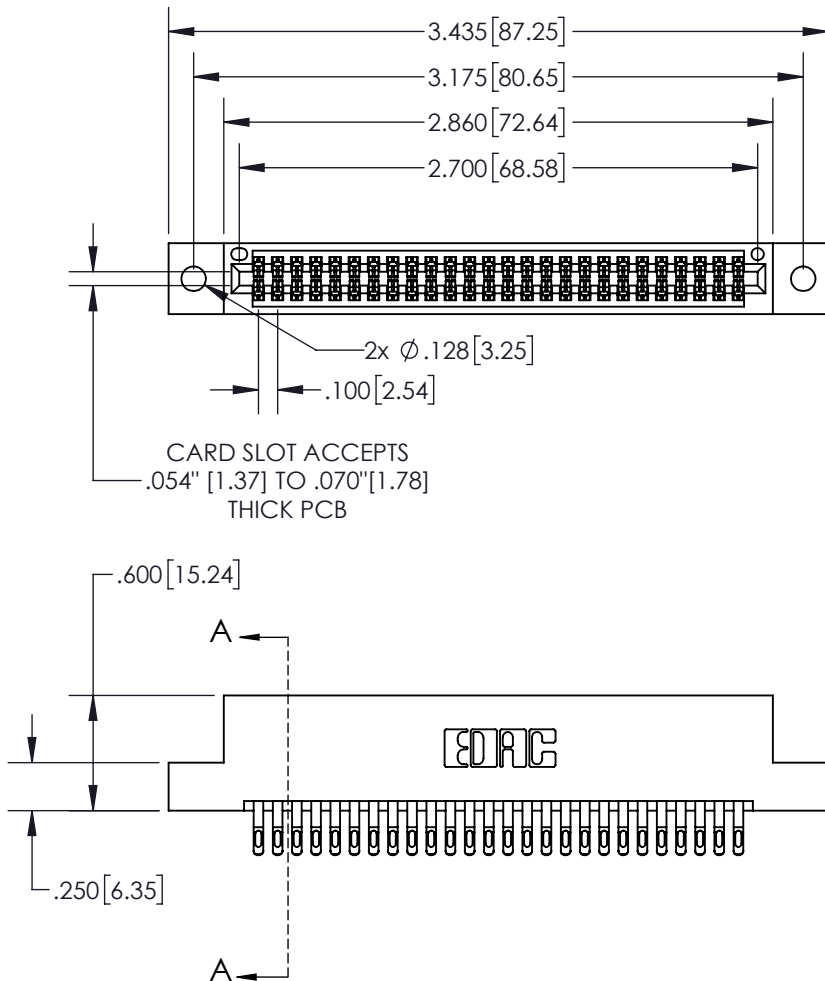 3.435[87.25]
3.175[80.65]
2.860[72.64]
2.700[68.58]
2x Ø.128[3.25]
.100[2.54]
CARD SLOT ACCEPTS
.054" [1.37] TO .070"[1.78]
THICK PCB
.600[15.24]
A
EDAC
.250[6.35]
A